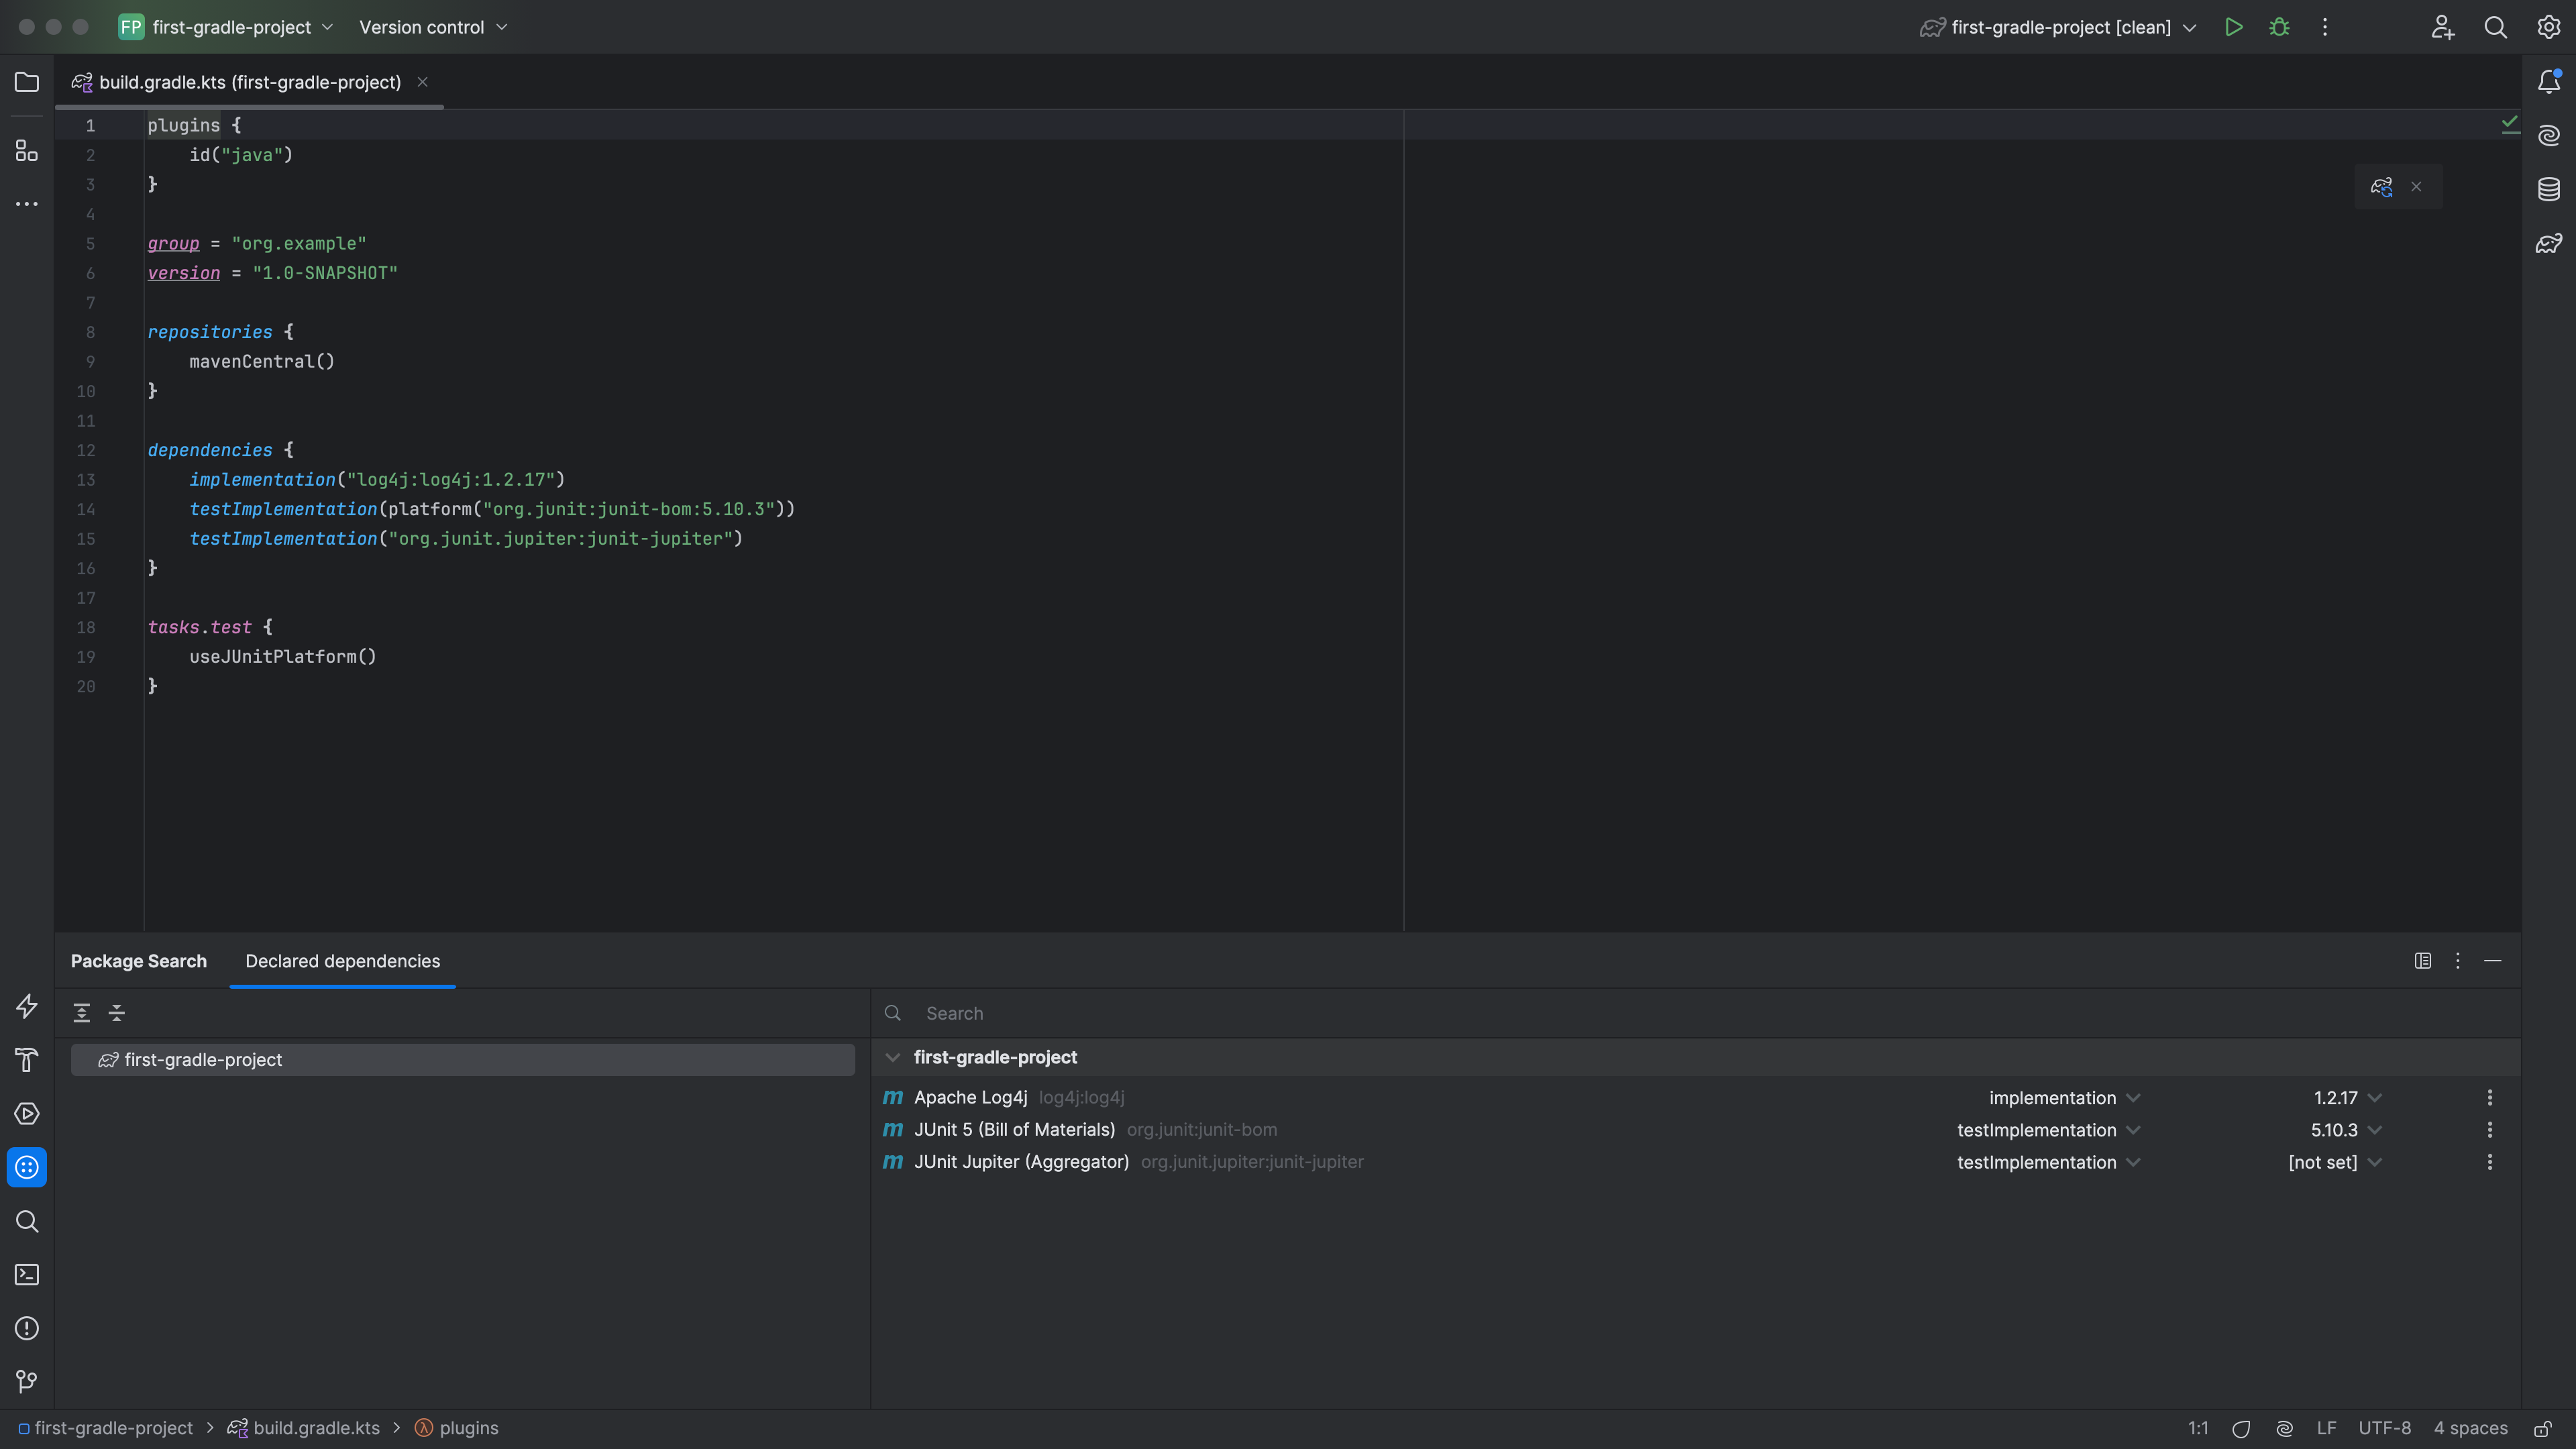 FP first-gradle-project Version control first-gradle-project [clean]
build.gradle.kts (first-gradle-project)
1 plugins {
2 id("java")
3 }
4
5 group = "org.example"
6 version = "1.0-SNAPSHOT"
7
8 repositories {
9 mavenCentral()
10 }
11
12 dependencies {
13 implementation("log4j:log4j:1.2.17")
14 testImplementation(platform("org.junit:junit-bom:5.10.3"))
15 testImplementation("org.junit.jupiter:junit-jupiter")
16 }
17
18 tasks.test {
19 useJUnitPlatform()
20 }
Package Search Declared dependencies
Search
first-gradle-project
first-gradle-project
m Apache Log4j log4j:log4j implementation 1.2.17
m JUnit 5 (Bill of Materials) org.junit:junit-bom testImplementation 5.10.3
m JUnit Jupiter (Aggregator) org.junit.jupiter:junit-jupiter testImplementation [not set]
first-gradle-project > build.gradle.kts > λ plugins 1:1 LF UTF-8 4 spaces